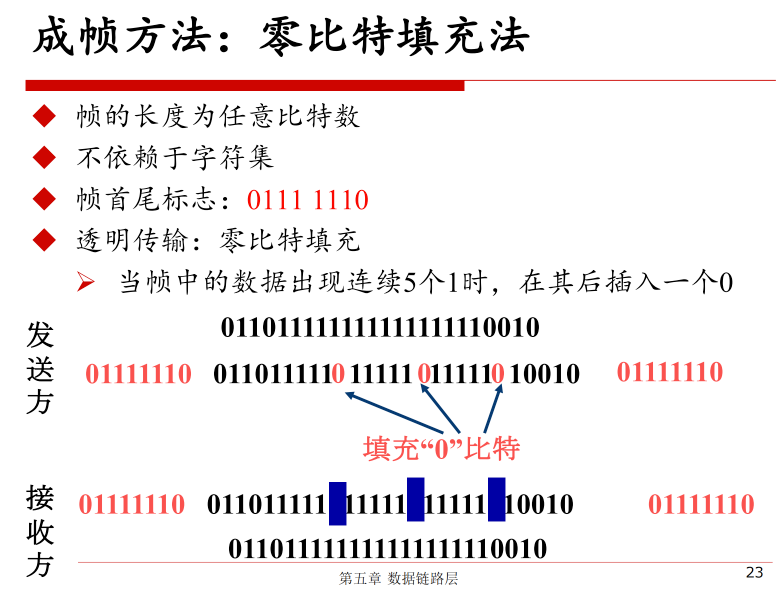 成帧方法：零比特填充法
帧的长度为任意比特数
不依赖于字符集
帧首尾标志：0111 1110
透明传输：零比特填充
当帧中的数据出现连续5个1时，在其后插入一个0
发送方
011011111111111111110010
01111110 0110111110 11111 0111110 10010 01111110
填充“0”比特
接收方
01111110 011011111 11111 11111 10010 01111110
011011111111111111110010
第五章 数据链路层
23